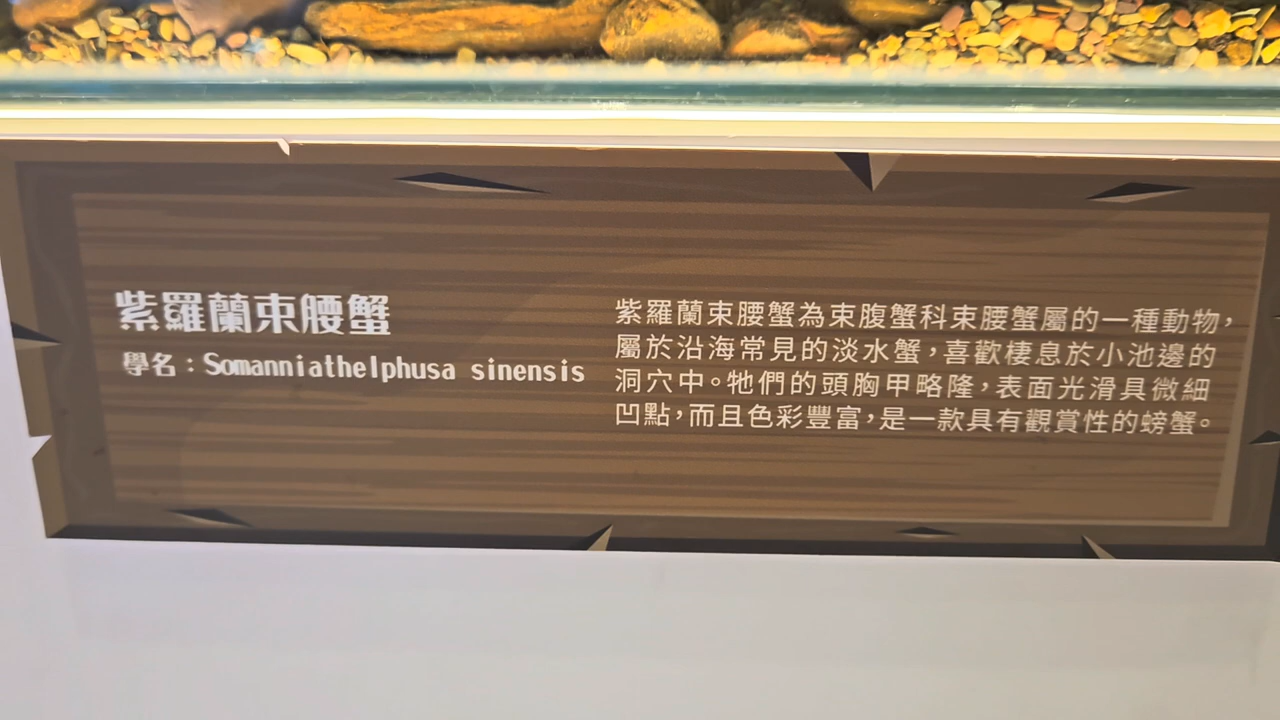 紫羅蘭束腰蟹
學名：Somanniathelphusa sinensis
紫羅蘭束腰蟹為束腹蟹科束腰蟹屬的一種動物，
屬於沿海常見的淡水蟹，喜歡棲息於小池邊的
洞穴中。牠們的頭胸甲略隆，表面光滑具微細
凹點，而且色彩豐富，是一款具有觀賞性的螃蟹。